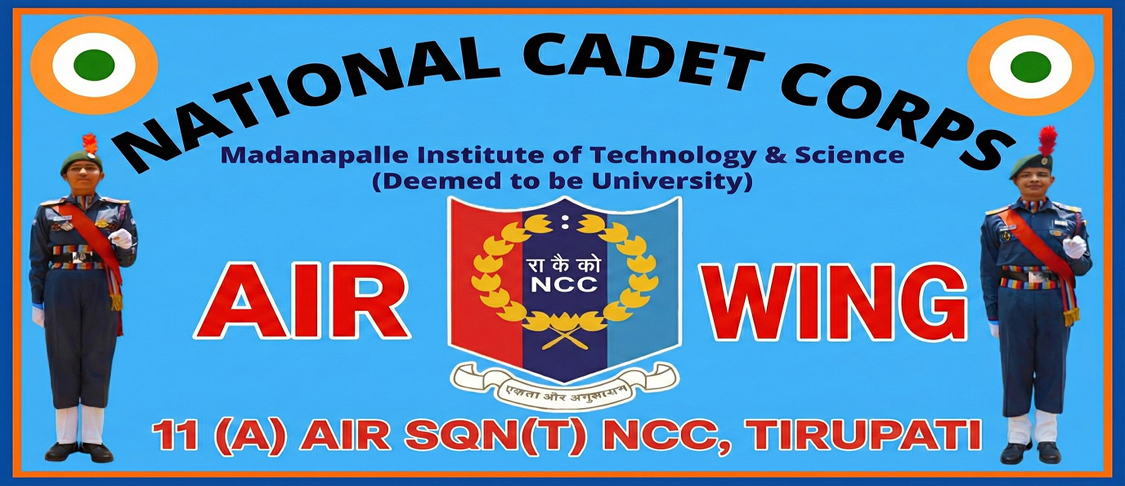 NATIONAL CADET CORPS
Madanapalle Institute of Technology & Science
(Deemed to be University)
AIR
रा कै को
NCC
WING
एकता और अनुसाराम
11 (A) AIR SQN(T) NCC, TIRUPATI